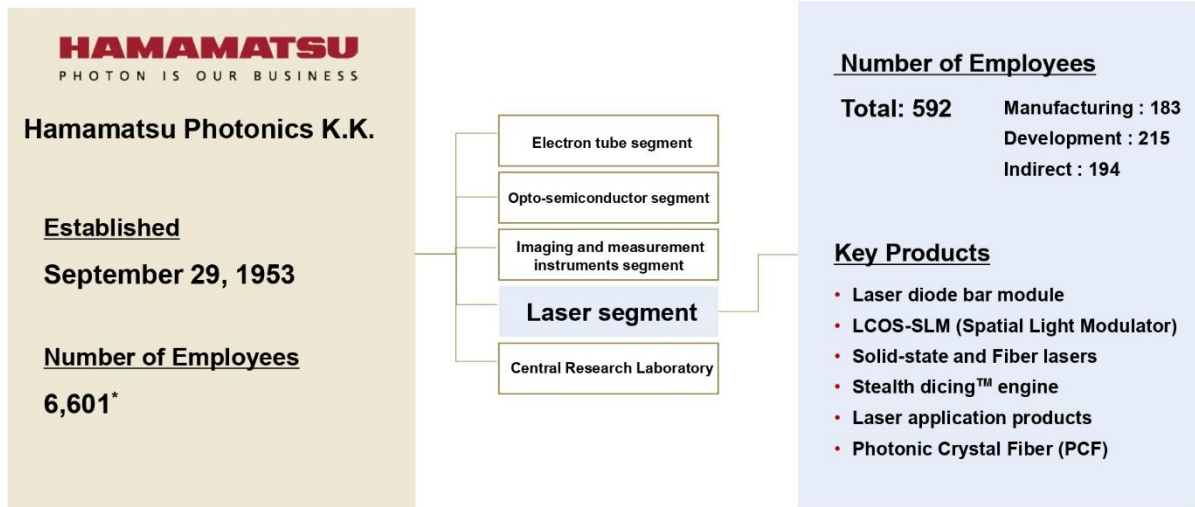 HAMAMATSU
PHOTON IS OUR BUSINESS
Hamamatsu Photonics K.K.
Established
September 29, 1953
Number of Employees
6,601*
Electron tube segment
Opto-semiconductor segment
Imaging and measurement
instruments segment
Laser segment
Central Research Laboratory
Number of Employees
Total: 592
Manufacturing : 183
Development : 215
Indirect : 194
Key Products
• Laser diode bar module
• LCOS-SLM (Spatial Light Modulator)
• Solid-state and Fiber lasers
• Stealth dicing™ engine
• Laser application products
• Photonic Crystal Fiber (PCF)